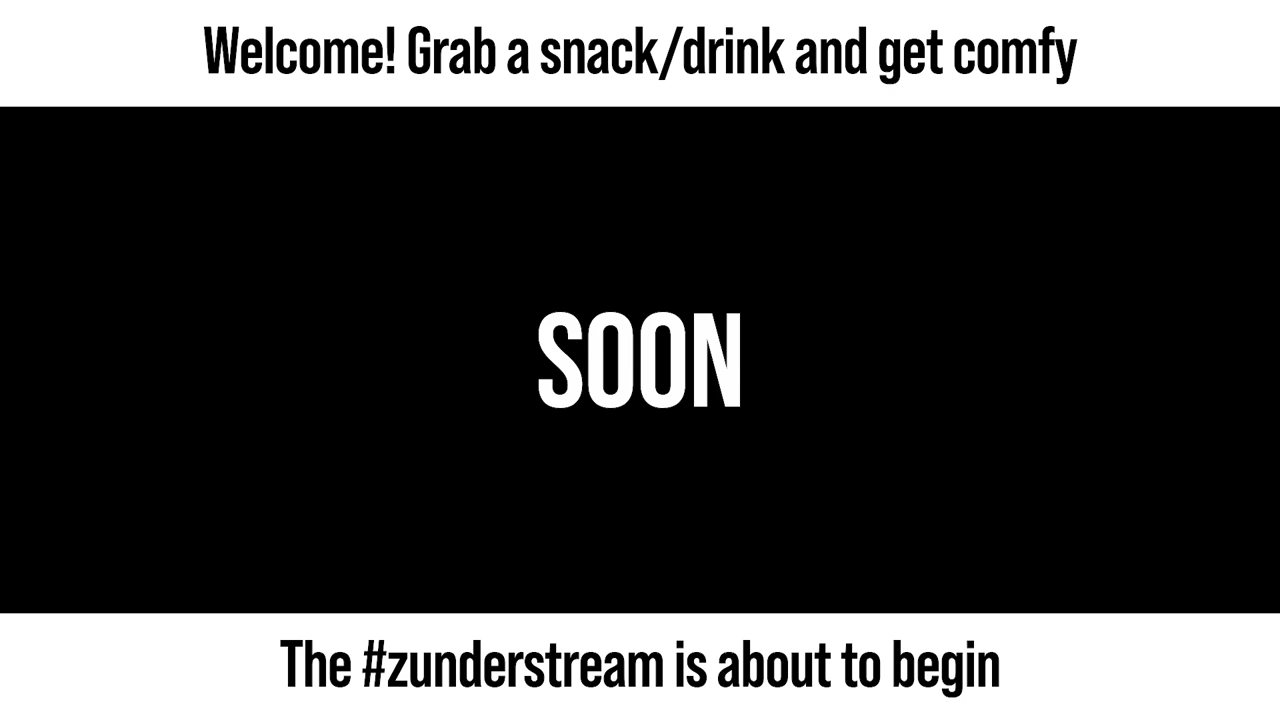 Welcome! Grab a snack/drink and get comfy
SOON
The #zunderstream is about to begin